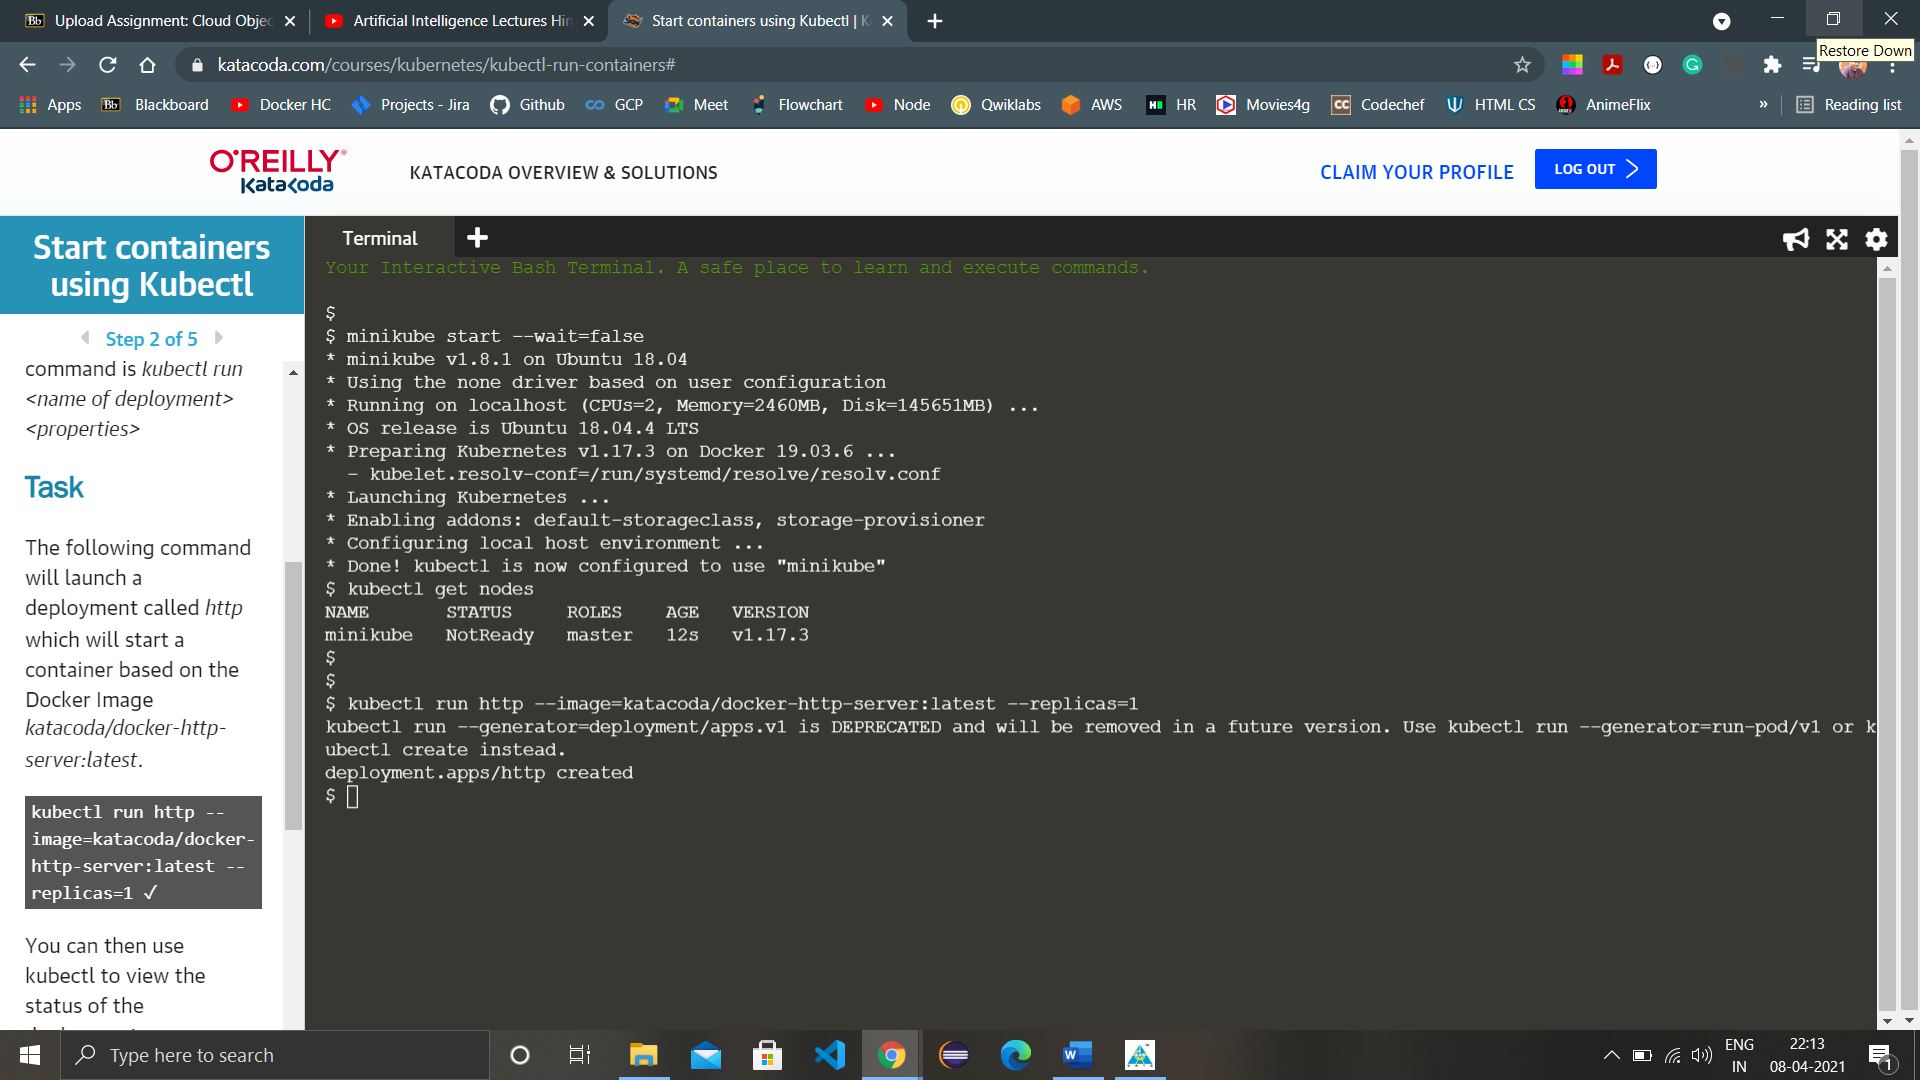 Upload Assignment: Cloud Objec
Artificial Intelligence Lectures Hin
Start containers using Kubectl | K
Restore Down
katacoda.com/courses/kubernetes/kubectl-run-containers#
Apps
Bb Blackboard
Docker HC
Projects - Jira
Github
GCP
Meet
Flowchart
Node
Qwiklabs
AWS
HR
Movies4g
CC Codechef
HTML CS
AnimeFlix
»
Reading list
O'REILLY®
Katacoda
KATACODA OVERVIEW & SOLUTIONS
CLAIM YOUR PROFILE
LOG OUT
Start containers
using Kubectl
Step 2 of 5
command is kubectl run
<name of deployment>
<properties>
Task
The following command
will launch a
deployment called http
which will start a
container based on the
Docker Image
katacoda/docker-http-
server:latest.
kubectl run http --
image=katacoda/docker-
http-server:latest --
replicas=1 ✓
You can then use
kubectl to view the
status of the
Terminal
Your Interactive Bash Terminal. A safe place to learn and execute commands.
$
$ minikube start --wait=false
* minikube v1.8.1 on Ubuntu 18.04
* Using the none driver based on user configuration
* Running on localhost (CPUs=2, Memory=2460MB, Disk=145651MB) ...
* OS release is Ubuntu 18.04.4 LTS
* Preparing Kubernetes v1.17.3 on Docker 19.03.6 ...
  - kubelet.resolv-conf=/run/systemd/resolve/resolv.conf
* Launching Kubernetes ...
* Enabling addons: default-storageclass, storage-provisioner
* Configuring local host environment ...
* Done! kubectl is now configured to use "minikube"
$ kubectl get nodes
NAME STATUS ROLES AGE VERSION
minikube NotReady master 12s v1.17.3
$
$
$ kubectl run http --image=katacoda/docker-http-server:latest --replicas=1
kubectl run --generator=deployment/apps.v1 is DEPRECATED and will be removed in a future version. Use kubectl run --generator=run-pod/v1 or k
ubectl create instead.
deployment.apps/http created
$
Type here to search
ENG
IN
22:13
08-04-2021
1